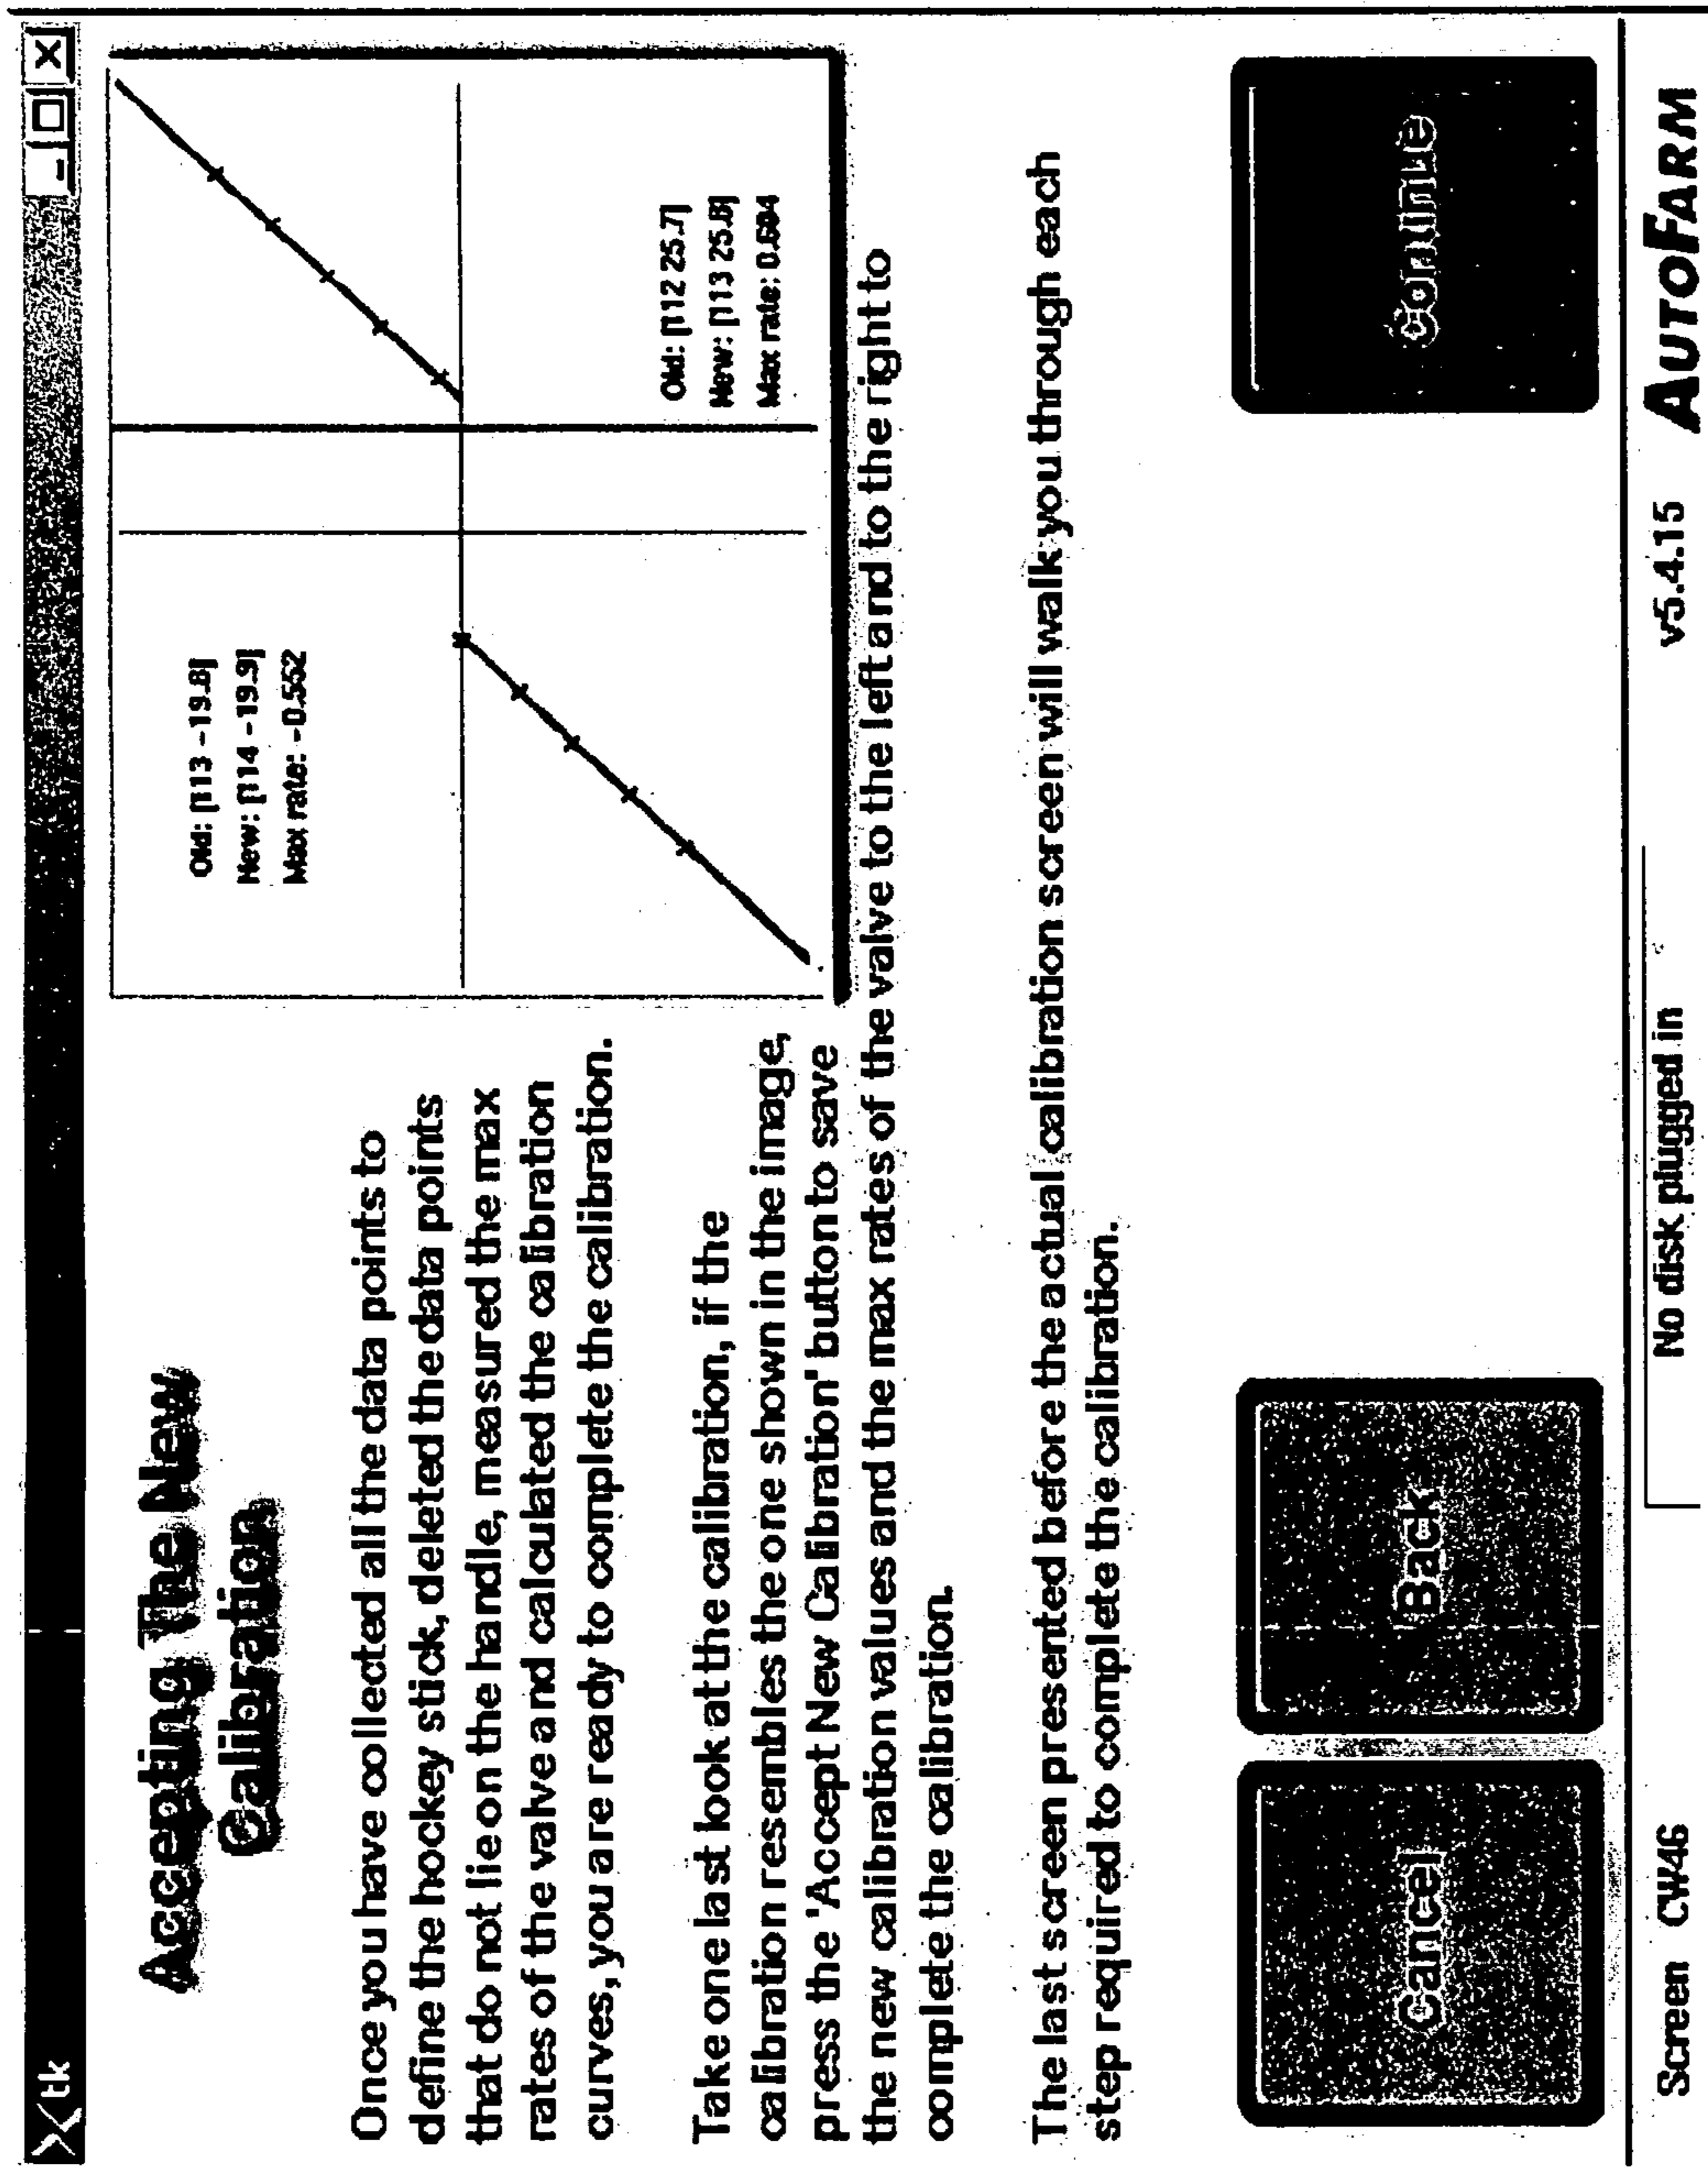 tk
Accepting The New
Calibration
Once you have collected all the data points to
define the hockey stick, deleted the data points
that do not lie on the handle, measured the max
rates of the valve and calculated the calibration
curves, you are ready to complete the calibration.
Take one last look at the calibration, if the
calibration resembles the one shown in the image,
press the 'Accept New Calibration' button to save
the new calibration values and the max rates of the valve to the left and to the right to
complete the calibration.
The last screen presented before the actual calibration screen will walk you through each
step required to complete the calibration.
Old: [113 -19.8]
New: [114 -19.9]
Max rate: -0.552
Old: [112 25.7]
New: [113 25.8]
Max rate: 0.604
Cancel
Back
Continue
Screen CW46
No disk plugged in
v5.4.15
AUTOFARM